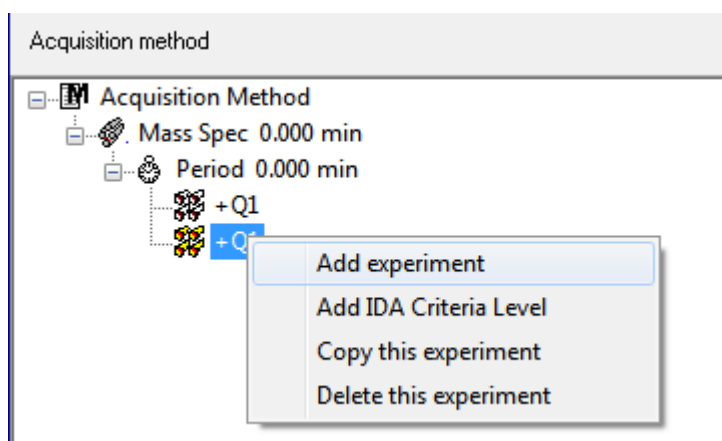 Acquisition method
Acquisition Method
Mass Spec 0.000 min
Period 0.000 min
+Q1
+Q1
Add experiment
Add IDA Criteria Level
Copy this experiment
Delete this experiment